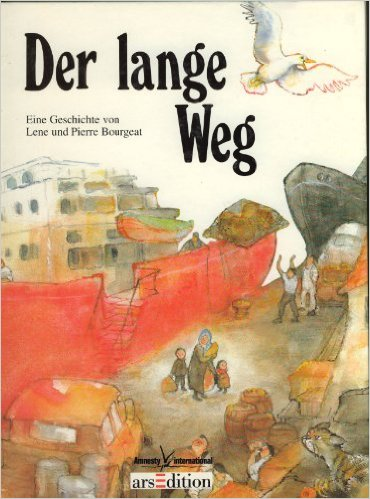 Der lange
Weg
Eine Geschichte von
Lene und Pierre Bourgeat
Amnesty international
arsEdition